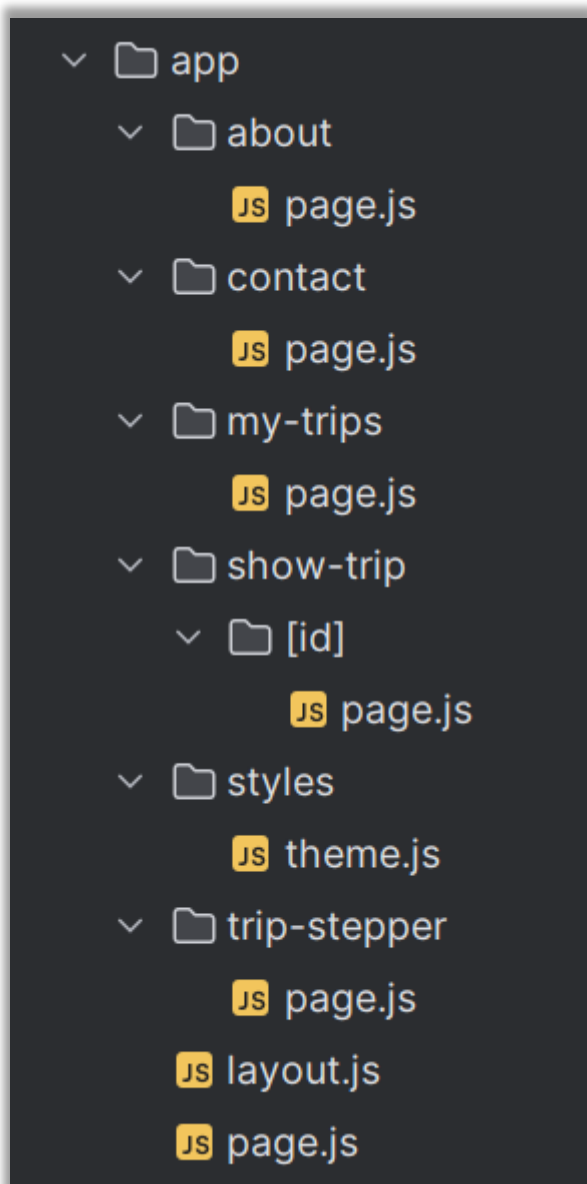 app
about
JS page.js
contact
JS page.js
my-trips
JS page.js
show-trip
[id]
JS page.js
styles
JS theme.js
trip-stepper
JS page.js
JS layout.js
JS page.js